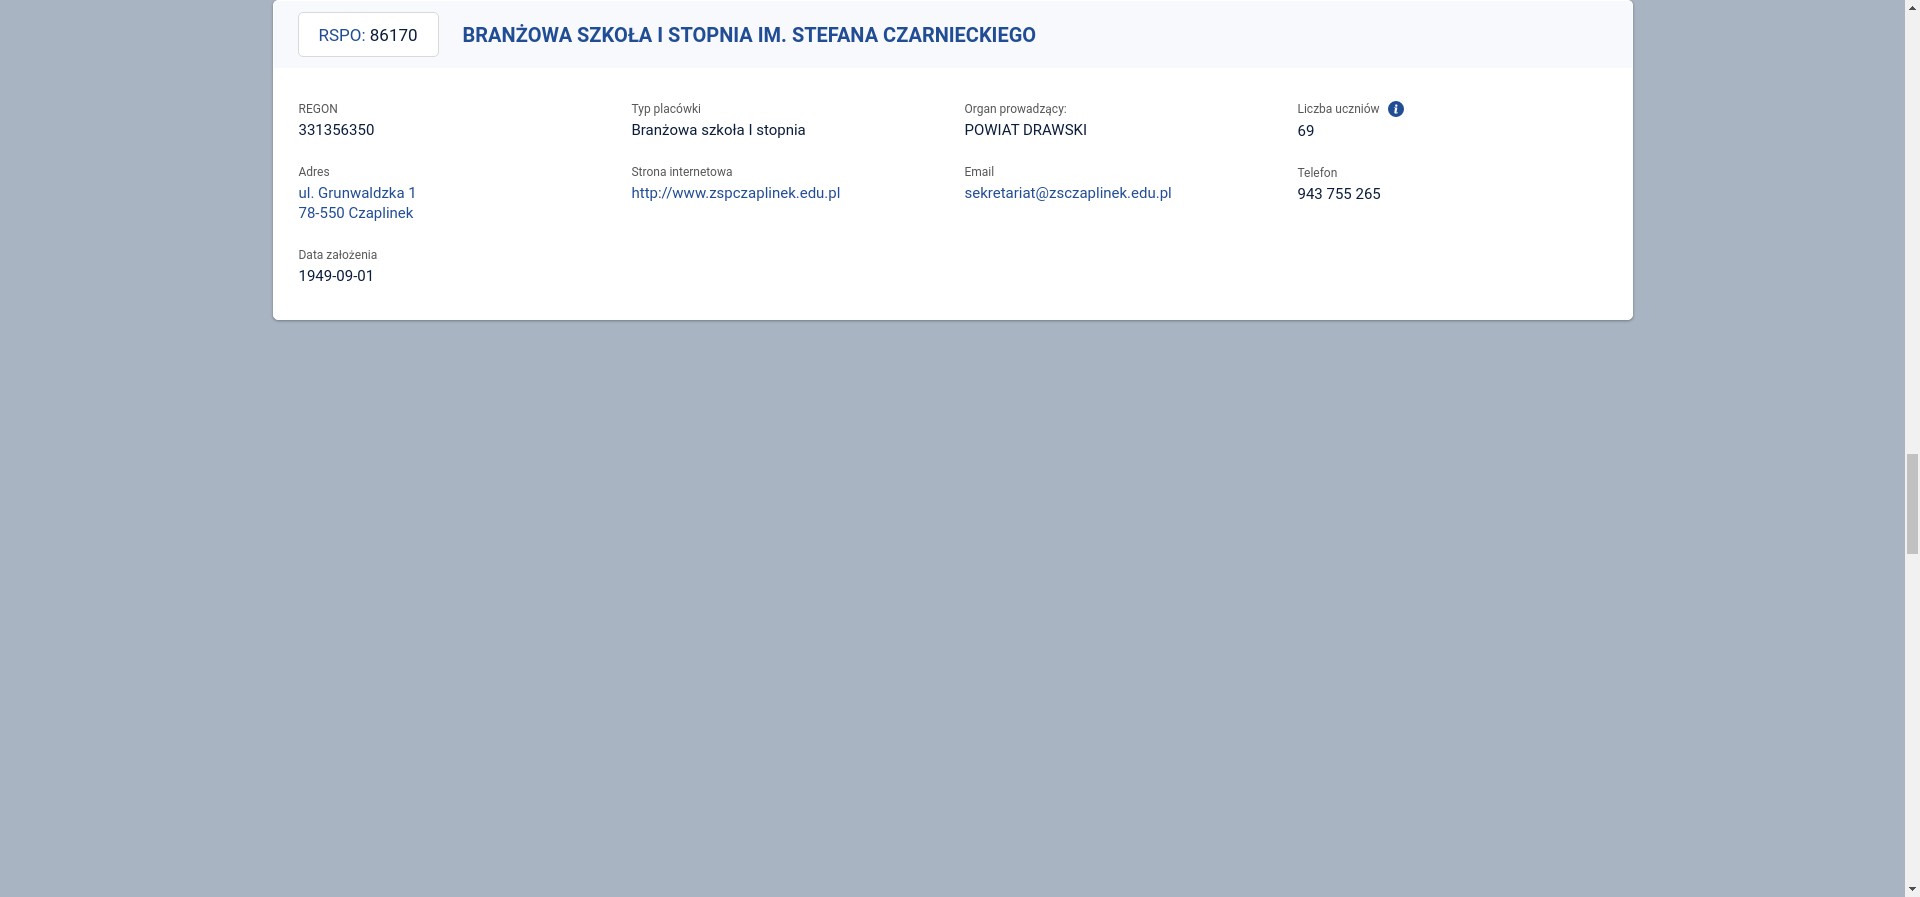 RSPO: 86170
BRANŻOWA SZKOŁA I STOPNIA IM. STEFANA CZARNIECKIEGO
REGON
331356350
Typ placówki
Branżowa szkoła I stopnia
Organ prowadzący:
POWIAT DRAWSKI
Liczba uczniów
69
Adres
ul. Grunwaldzka 1
78-550 Czaplinek
Strona internetowa
http://www.zspczaplinek.edu.pl
Email
sekretariat@zsczaplinek.edu.pl
Telefon
943 755 265
Data założenia
1949-09-01